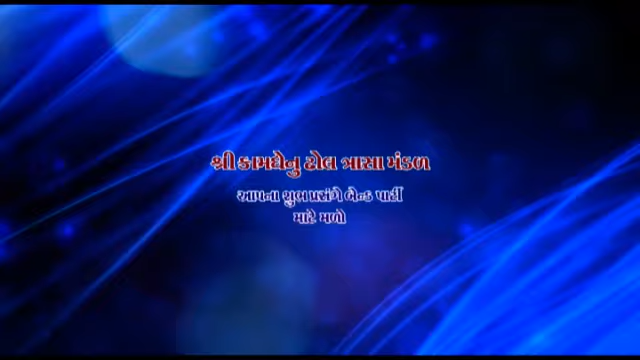 શ્રી કામધેનુ ઢોલ ત્રાસા મંડળ
આપના શુભ પ્રસંગે બેન્ડ પાર્ટી
માટે મળો